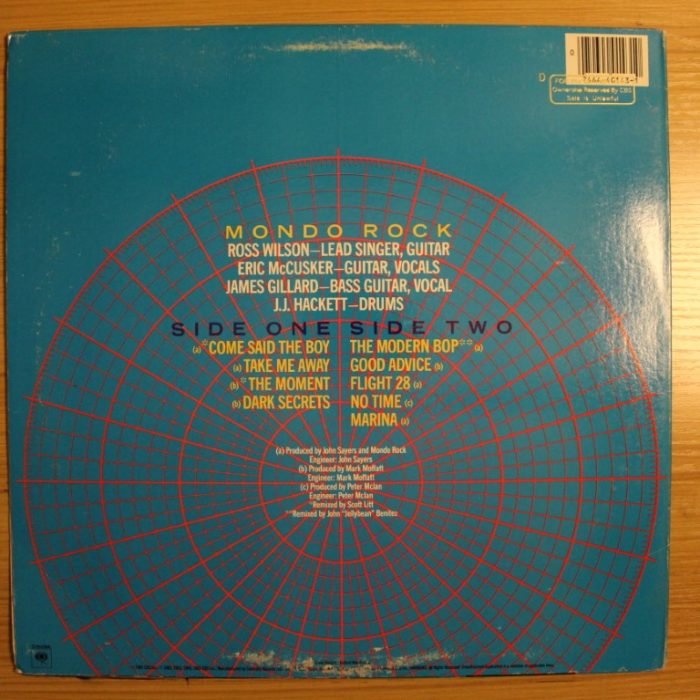 D
Ownership Reserved By CBS
Sale is Unlawful
MONDO ROCK
ROSS WILSON—LEAD SINGER, GUITAR
ERIC McCUSKER—GUITAR, VOCALS
JAMES GILLARD—BASS GUITAR, VOCAL
J.J. HACKETT—DRUMS
SIDE ONE
(a)*COME SAID THE BOY
(a) TAKE ME AWAY
(b)* THE MOMENT
(b) DARK SECRETS
SIDE TWO
THE MODERN BOP** (a)
GOOD ADVICE (b)
FLIGHT 28 (a)
NO TIME (c)
MARINA (a)
(a) Produced by John Sayers and Mondo Rock
Engineer: John Sayers
(b) Produced by Mark Moffatt
Engineer: Mark Moffatt
(c) Produced by Peter McIan
Engineer: Peter McIan
*Remixed by Scott Litt
**Remixed by John "Jellybean" Benitez